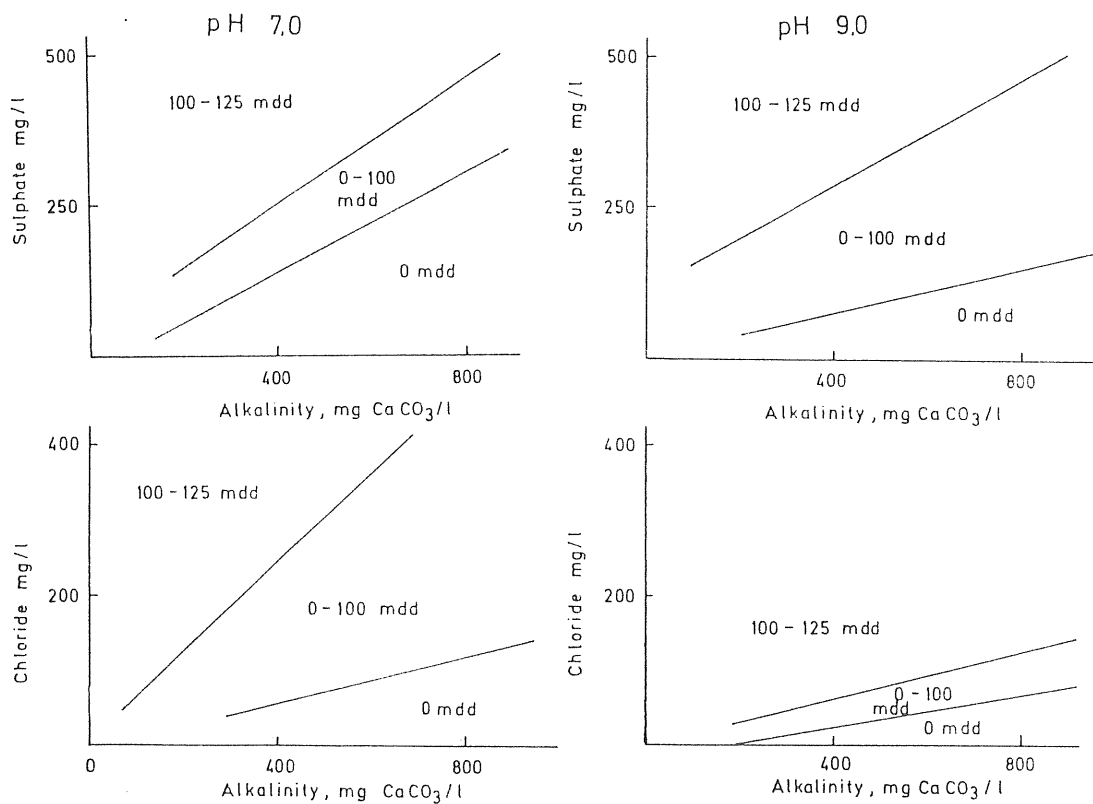 pH 7,0
500
100-125 mdd
Sulphate mg/l
0-100
mdd
250
0 mdd
400
800
Alkalinity, mg CaCO3/l
pH 9,0
500
100-125 mdd
Sulphate mg/l
250
0-100 mdd
0 mdd
400
800
Alkalinity, mg CaCO3/l
400
100-125 mdd
Chloride mg/l
200
0-100 mdd
0 mdd
0
400
800
Alkalinity, mg CaCO3/l
400
Chloride mg/l
200
100-125 mdd
0-100
mdd
0 mdd
400
800
Alkalinity, mg CaCO3/l